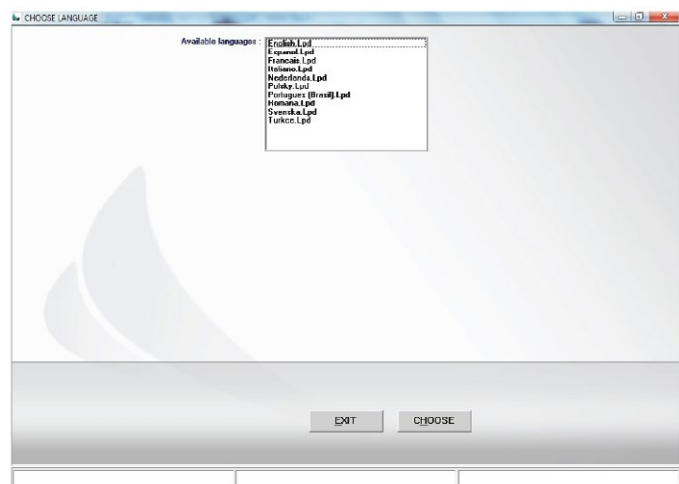 CHOOSE LANGUAGE
Available languages :
English.Lpd
Espanol.Lpd
Francais.Lpd
Italiano.Lpd
Nederlands.Lpd
Polsky.Lpd
Portugues [Brasil].Lpd
Romana.Lpd
Svenska.Lpd
Turkce.Lpd
EXIT
CHOOSE